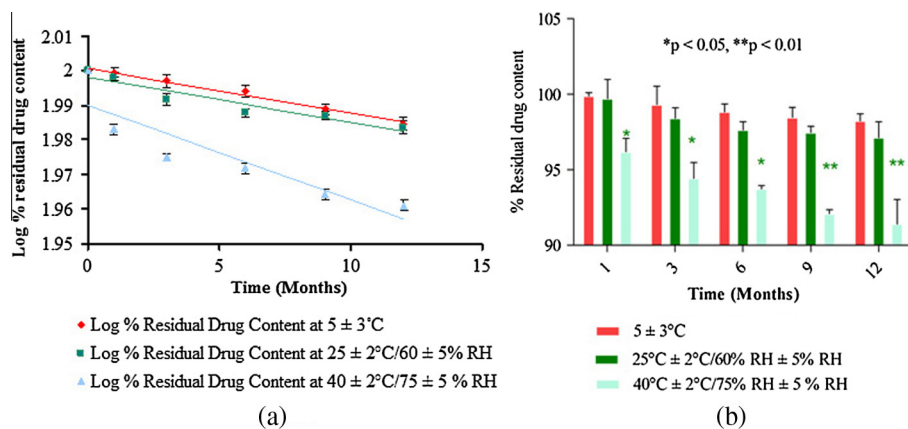 (a)
2.01
2
1.99
1.98
1.97
1.96
1.95
Log % residual drug content
0
5
10
15
Time (Months)
Log % Residual Drug Content at 5 ± 3°C
Log % Residual Drug Content at 25 ± 2°C/60 ± 5% RH
Log % Residual Drug Content at 40 ± 2°C/75 ± 5 % RH
(a)
(b)
105
100
95
90
% Residual drug content
*p < 0.05, **p < 0.01
*
*
*
**
**
1
3
6
9
12
Time (Months)
5 ± 3°C
25°C ± 2°C/60% RH ± 5% RH
40°C ± 2°C/75% RH ± 5 % RH
(b)